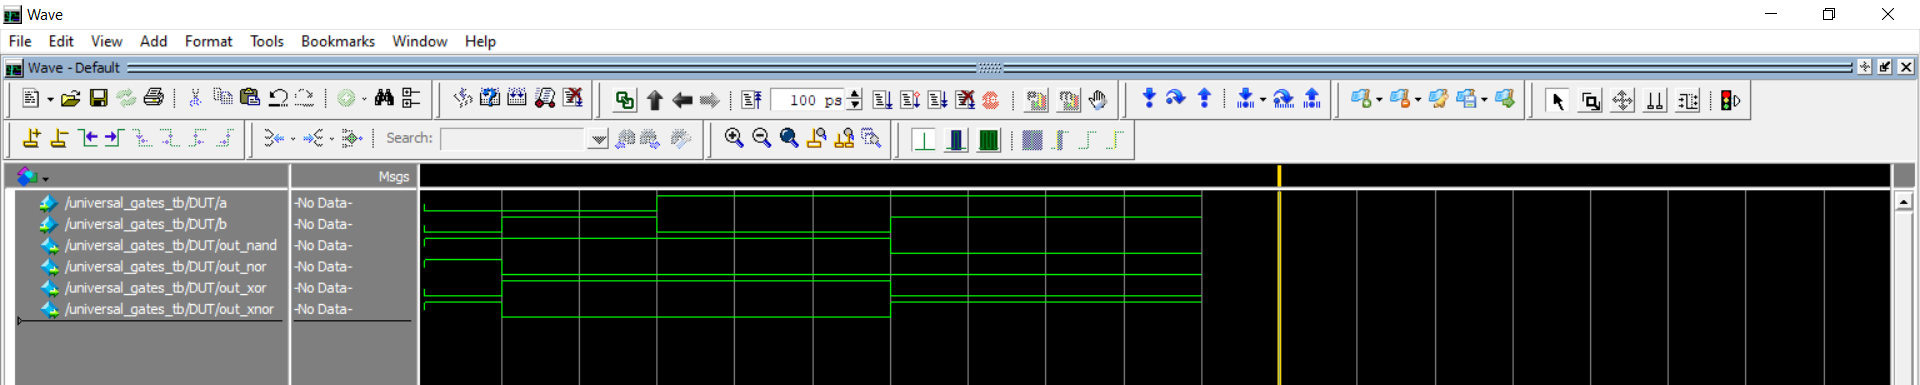 Wave
File Edit View Add Format Tools Bookmarks Window Help
Wave - Default
100 ps
Search:
Msgs
/universal_gates_tb/DUT/a -No Data-
/universal_gates_tb/DUT/b -No Data-
/universal_gates_tb/DUT/out_nand -No Data-
/universal_gates_tb/DUT/out_nor -No Data-
/universal_gates_tb/DUT/out_xor -No Data-
/universal_gates_tb/DUT/out_xnor -No Data-